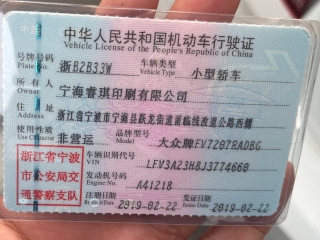 中华人民共和国机动车行驶证
Vehicle License of the People's Republic of China
号牌号码 浙B2B33W 车辆类型 小型轿车
Plate No. Vehicle Type
所有人 宁海睿琪印刷有限公司
Owner
住址 浙江省宁波市宁海县跃龙街道甬临线改道公路西侧
Address
使用性质 非营运 品牌型号 大众牌FV7207RADBG
Use Character Model
浙江省宁波 车辆识别代号 LFV3A23H8J3774660
VIN
市公安局交 发动机号码 A41218
Engine No.
通警察支队 注册日期 2019-02-22 发证日期 2019-02-22
Register Date Issue Date